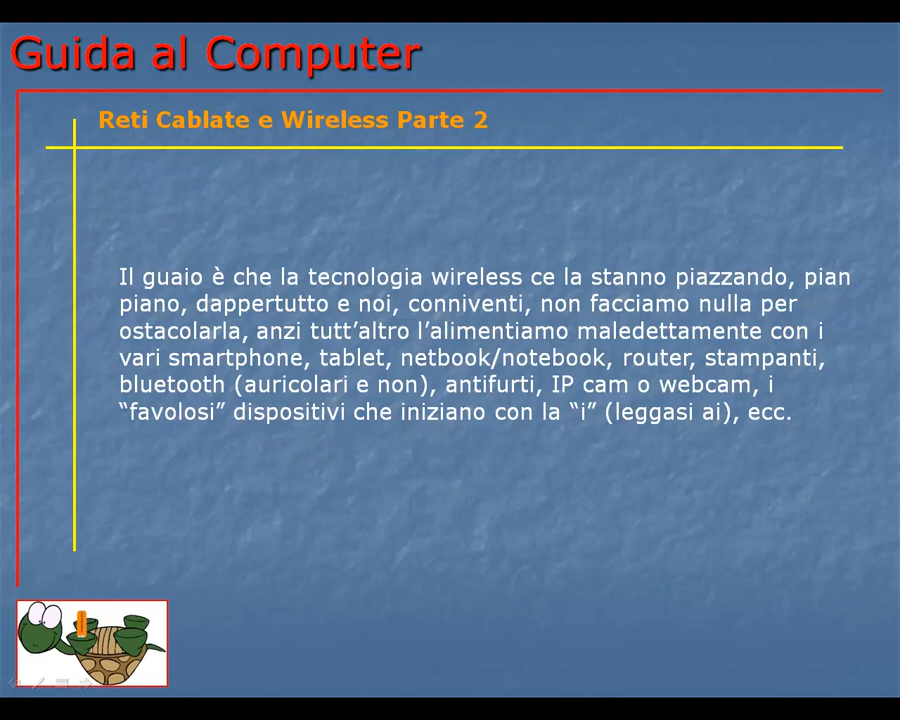 Guida al Computer
Reti Cablate e Wireless Parte 2
Il guaio è che la tecnologia wireless ce la stanno piazzando, pian
piano, dappertutto e noi, conniventi, non facciamo nulla per
ostacolarla, anzi tutt’altro l’alimentiamo maledettamente con i
vari smartphone, tablet, netbook/notebook, router, stampanti,
bluetooth (auricolari e non), antifurti, IP cam o webcam, i
“favolosi” dispositivi che iniziano con la “i” (leggasi ai), ecc.